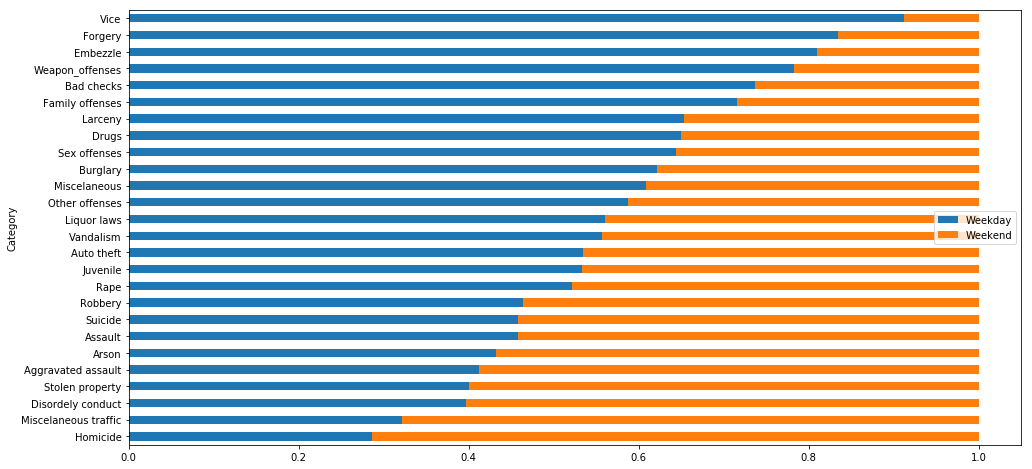 Vice
Forgery
Embezzle
Weapon_offenses
Bad checks
Family offenses
Larceny
Drugs
Sex offenses
Burglary
Miscelaneous
Other offenses
Liquor laws
Vandalism
Auto theft
Juvenile
Rape
Robbery
Suicide
Assault
Arson
Aggravated assault
Stolen property
Disordely conduct
Miscelaneous traffic
Homicide
Category
Weekday
Weekend
0.0 0.2 0.4 0.6 0.8 1.0